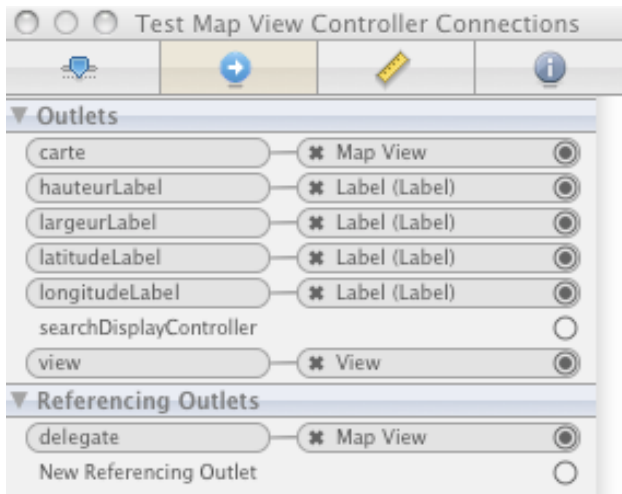 Test Map View Controller Connections
Outlets
carte Map View
hauteurLabel Label (Label)
largeurLabel Label (Label)
latitudeLabel Label (Label)
longitudeLabel Label (Label)
searchDisplayController
view View
Referencing Outlets
delegate Map View
New Referencing Outlet